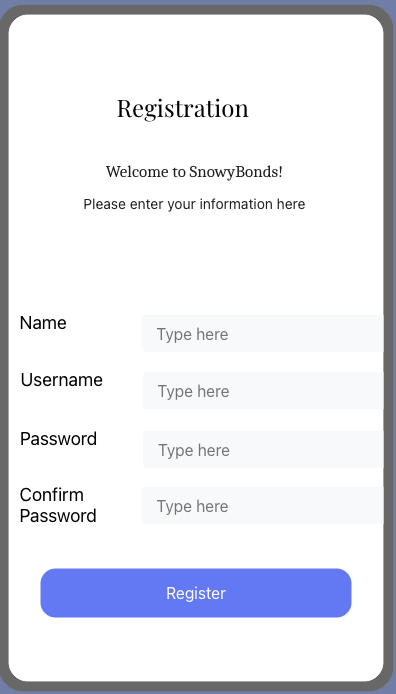 Registration
Welcome to SnowyBonds!
Please enter your information here
Name
Type here
Username
Type here
Password
Type here
Confirm
Password
Type here
Register